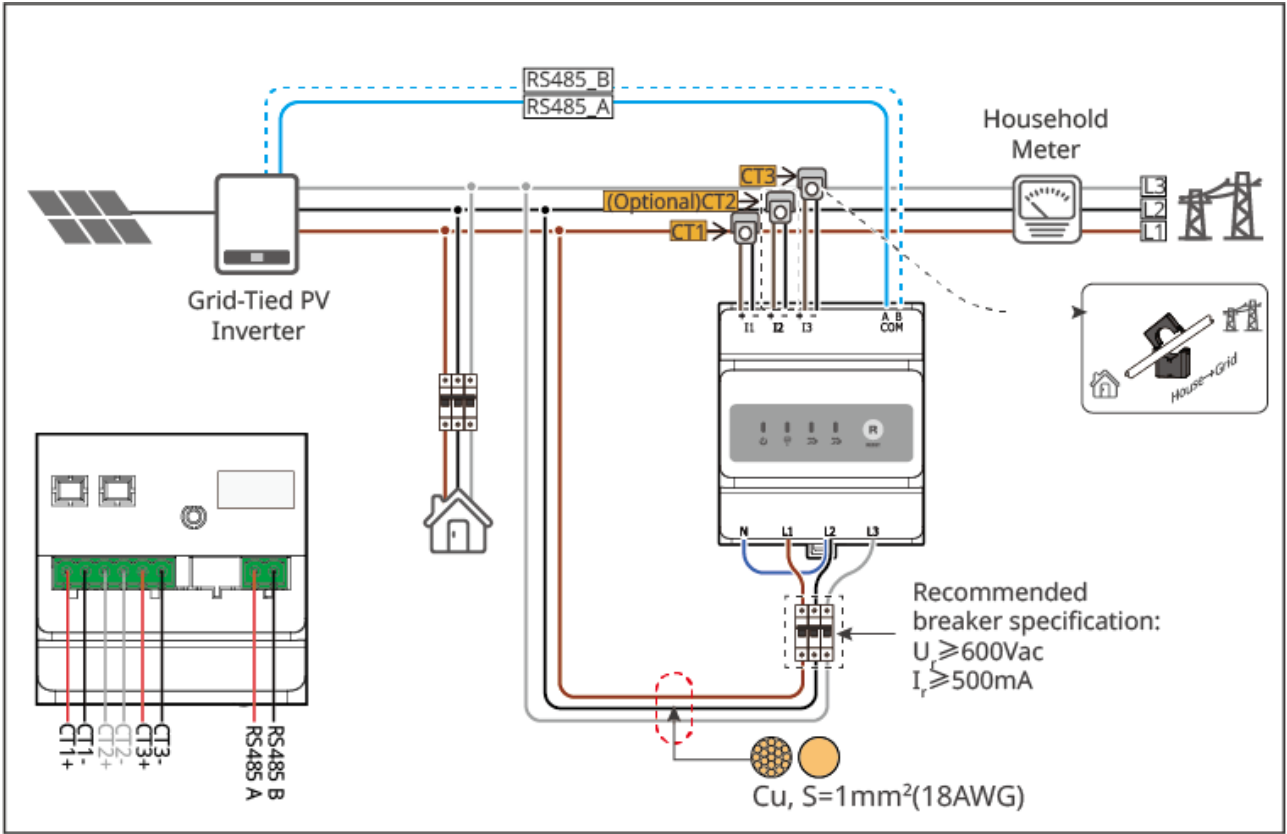 RS485_B
RS485_A
Household
Meter
CT3
(Optional)CT2
CT1
L3
L2
L1
Grid-Tied PV
Inverter
+ - + - + -
I1 I2 I3
A B
COM
House→Grid
R
N L1 L2 L3
Recommended
breaker specification:
Ur≥600Vac
Ir≥500mA
CT1+
CT1-
CT2+
CT2-
CT3+
CT3-
RS485 A
RS485 B
Cu, S=1mm²(18AWG)